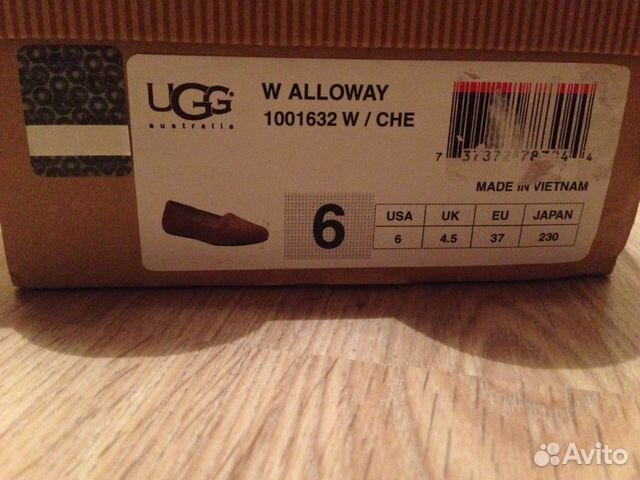 UGG
australia
W ALLOWAY
1001632 W / CHE
MADE IN VIETNAM
6
USA UK EU JAPAN
6 4.5 37 230
Avito